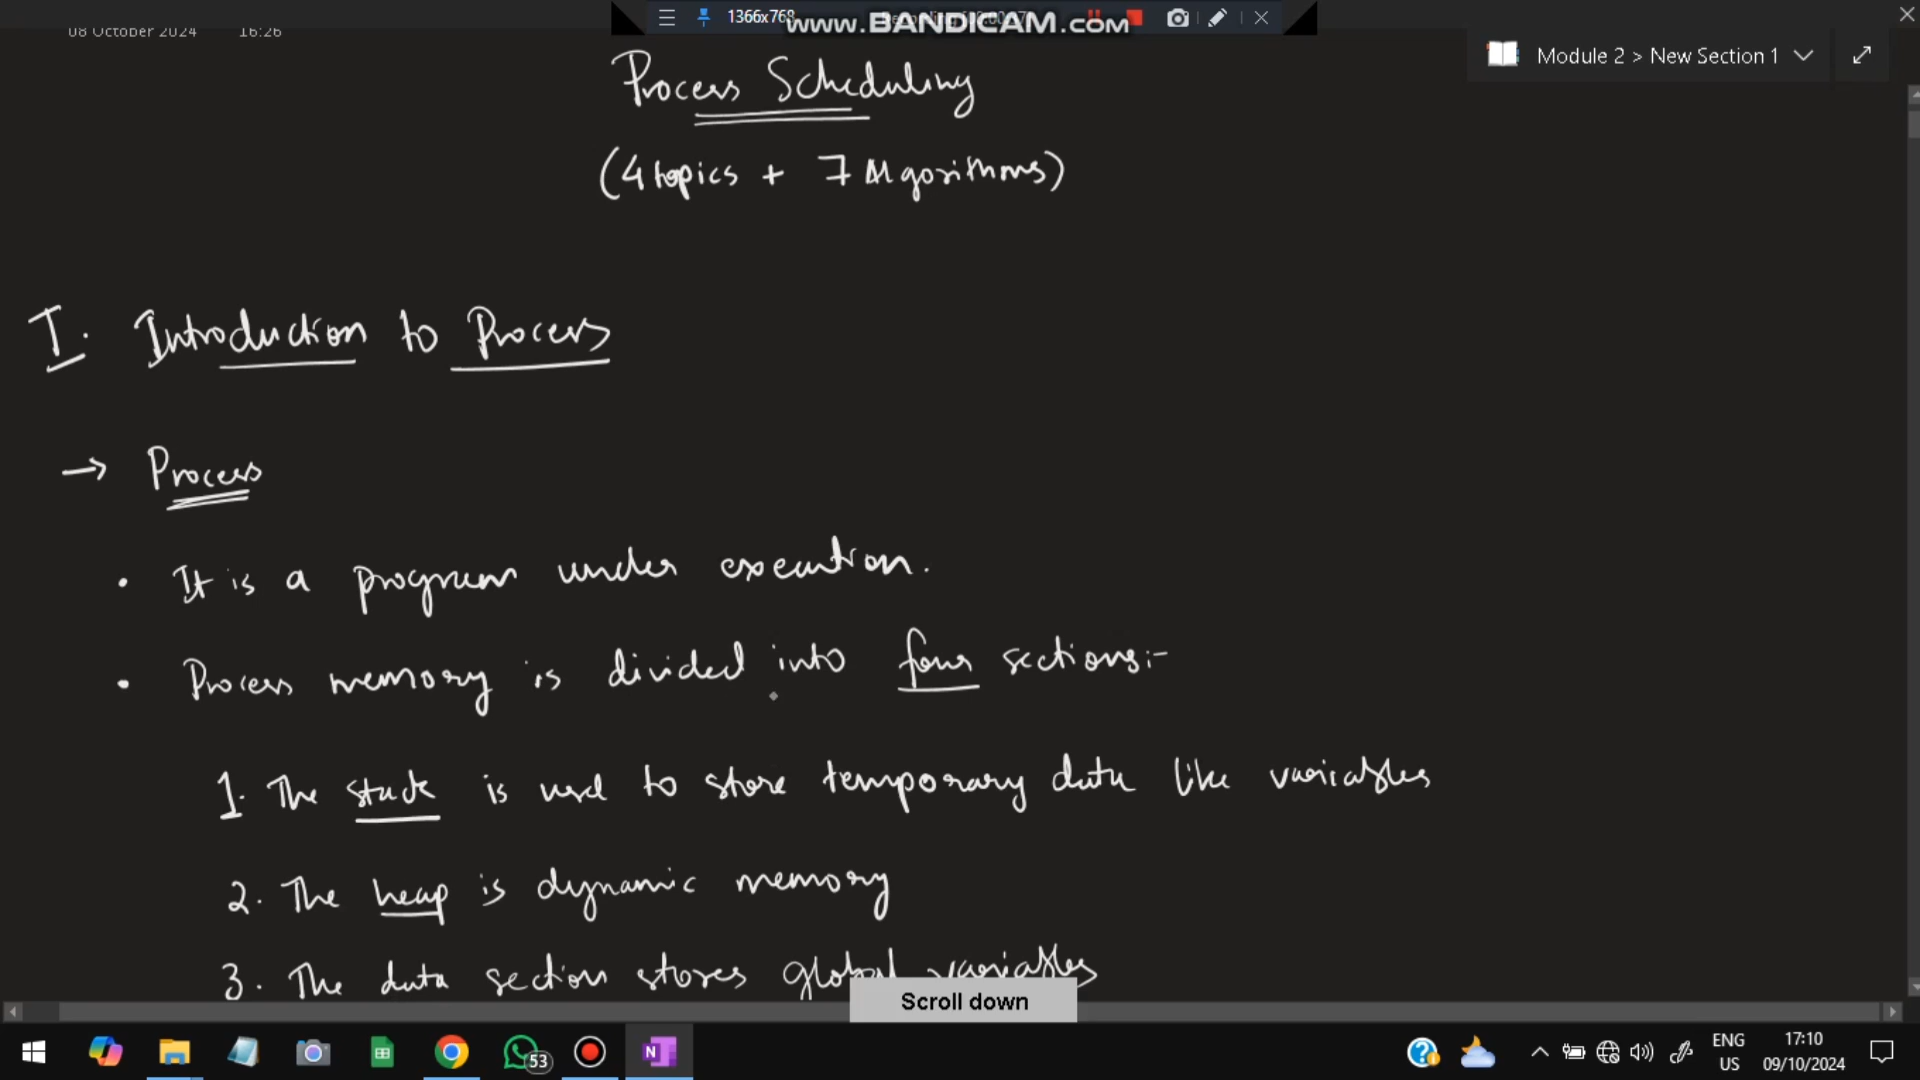 1366x768
www.BANDICAM.com
08 October 2024 16:26
Module 2 > New Section 1
Process Scheduling
(4 topics + 7 Algorithms)
I. Introduction to Process
→ Process
• It is a program under execution.
• Process memory is divided into four sections:-
1. The stack is used to store temporary data like variables
2. The heap is dynamic memory
3. The data section stores global variables
Scroll down
53
N
ENG
US
17:10
09/10/2024